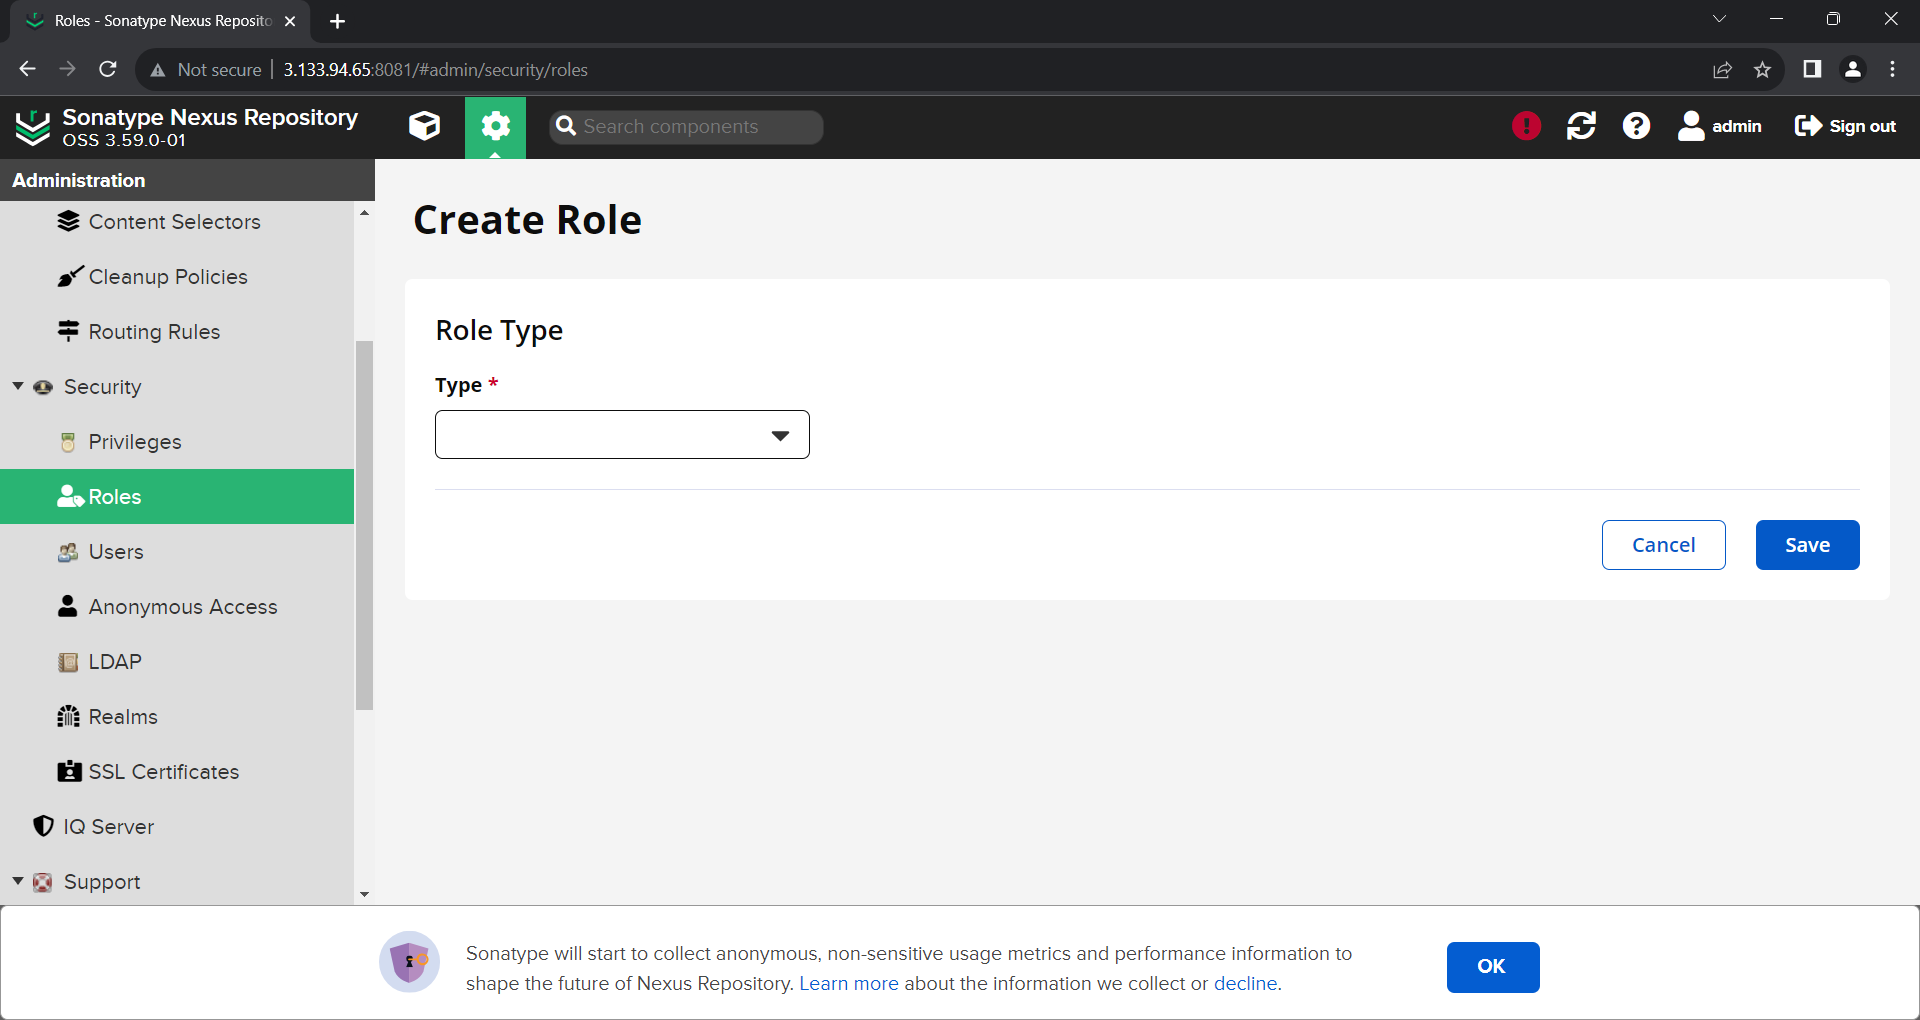 Roles - Sonatype Nexus Reposito
Not secure
3.133.94.65:8081/#admin/security/roles
Sonatype Nexus Repository
OSS 3.59.0-01
Search components
admin
Sign out
Administration
Content Selectors
Cleanup Policies
Routing Rules
Security
Privileges
Roles
Users
Anonymous Access
LDAP
Realms
SSL Certificates
IQ Server
Support
Create Role
Role Type
Type *
Cancel
Save
Sonatype will start to collect anonymous, non-sensitive usage metrics and performance information to
shape the future of Nexus Repository. Learn more about the information we collect or decline.
OK